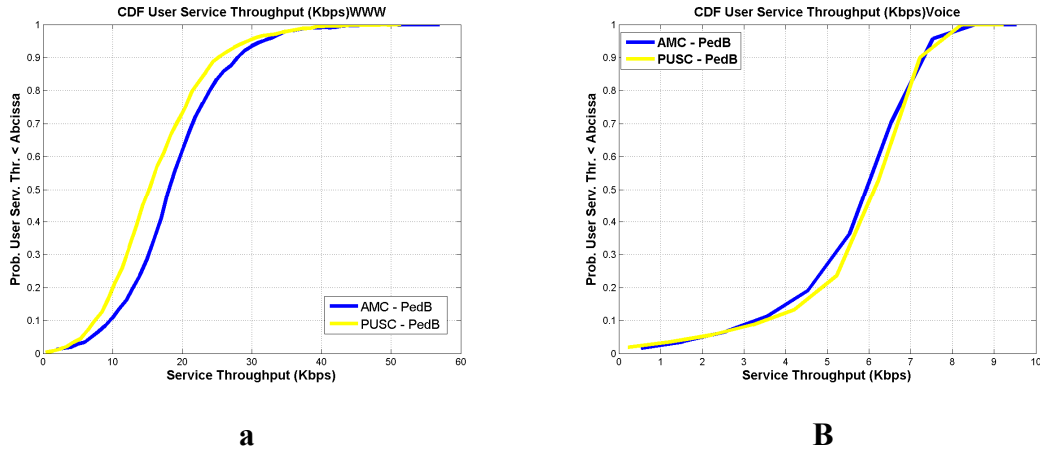 CDF User Service Throughput (Kbps)WWW
1
0.9
0.8
0.7
0.6
0.5
0.4
0.3
0.2
0.1
0
Prob. User Serv. Thr. < Abcissa
AMC - PedB
PUSC - PedB
0 10 20 30 40 50 60
Service Throughput (Kbps)
a
CDF User Service Throughput (Kbps)Voice
1
0.9
0.8
0.7
0.6
0.5
0.4
0.3
0.2
0.1
0
Prob. User Serv. Thr. < Abcissa
AMC - PedB
PUSC - PedB
0 1 2 3 4 5 6 7 8 9 10
Service Throughput (Kbps)
B